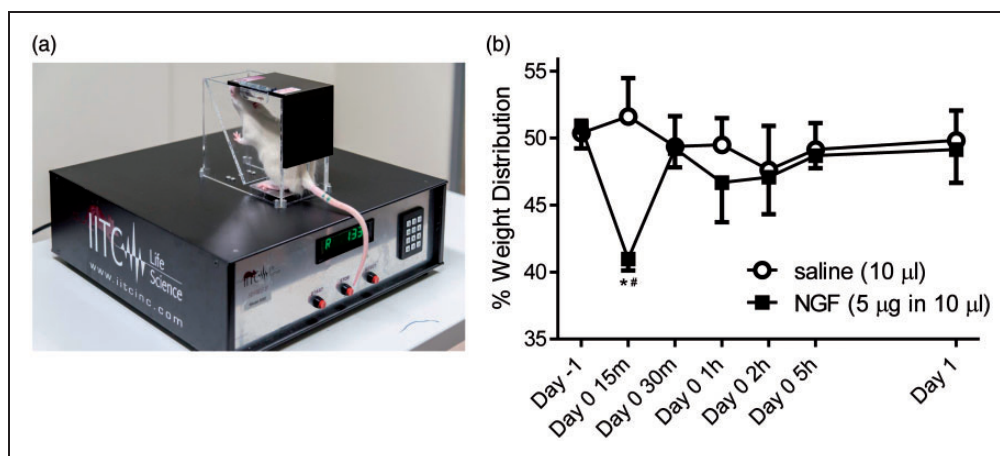 (a)
IITC Life
Science
www.iitcinc.com
(b)
% Weight Distribution
55
50
45
40
35
*#
saline (10 µl)
NGF (5 µg in 10 µl)
Day -1
Day 0 15m
Day 0 30m
Day 0 1h
Day 0 2h
Day 0 5h
Day 1